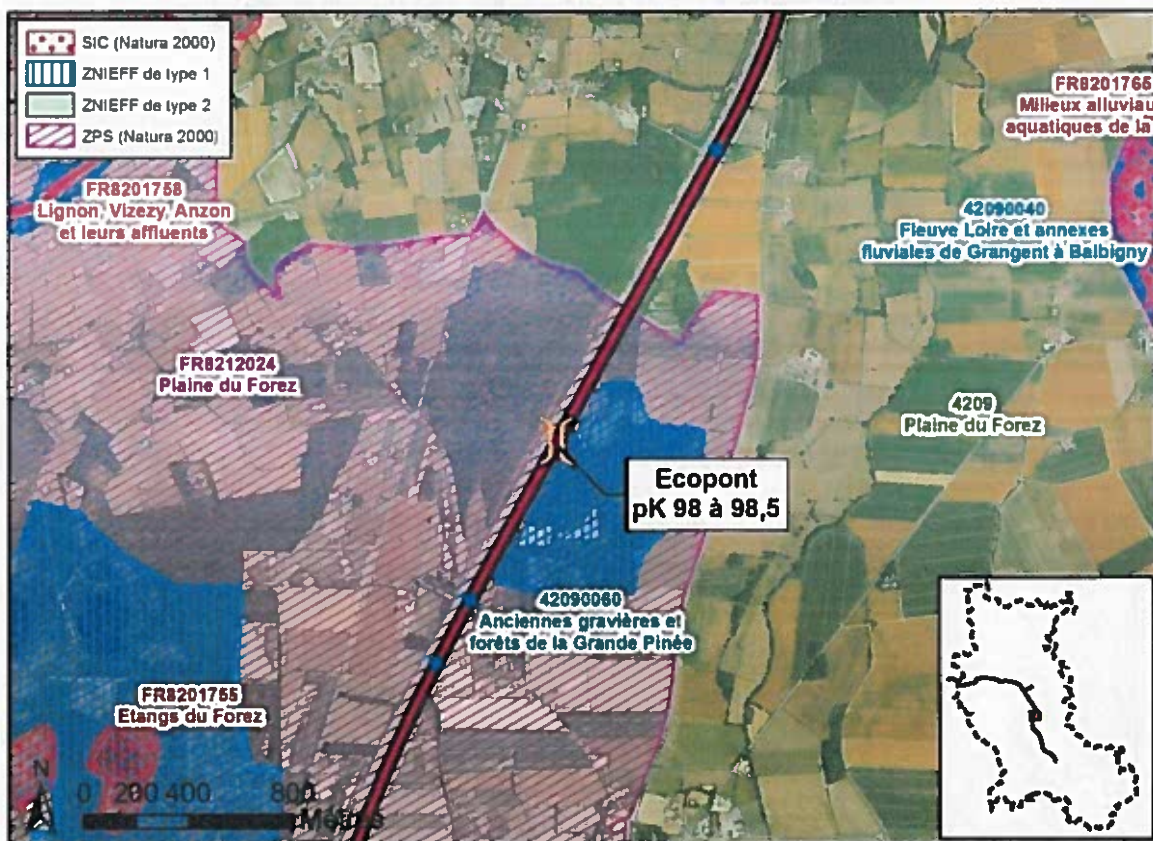 SIC (Natura 2000)
ZNIEFF de type 1
ZNIEFF de type 2
ZPS (Natura 2000)
FR8201765
Milieux alluviau
aquatiques de la
FR8201758
Lignon, Vizezy, Anzon
et leurs affluents
42090040
Fleuve Loire et annexes
fluviales de Grangent à Balbigny
FR8212024
Plaine du Forez
4209
Plaine du Forez
Ecopont
pK 98 à 98,5
42090060
Anciennes gravières et
forêts de la Grande Pinée
FR8201755
Etangs du Forez
N
0 200 400 800
Mètres